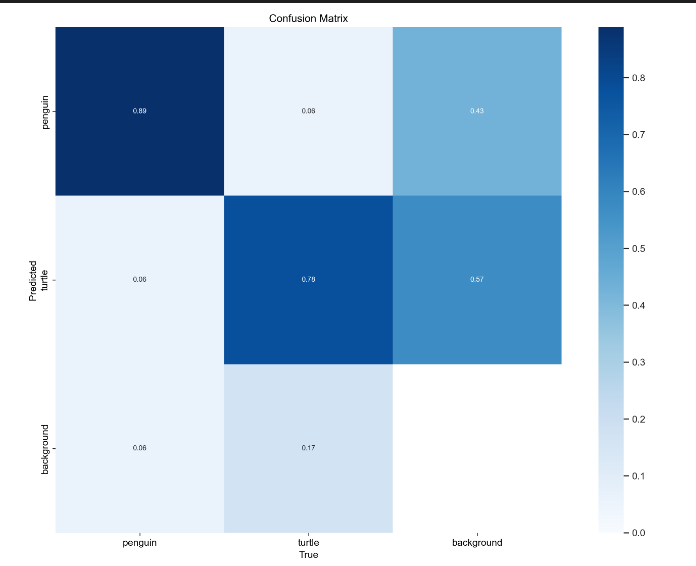 Confusion Matrix
penguin
0.89
0.06
0.43
turtle
0.06
0.78
0.57
background
0.06
0.17
Predicted
penguin
turtle
background
True
0.8
0.7
0.6
0.5
0.4
0.3
0.2
0.1
0.0